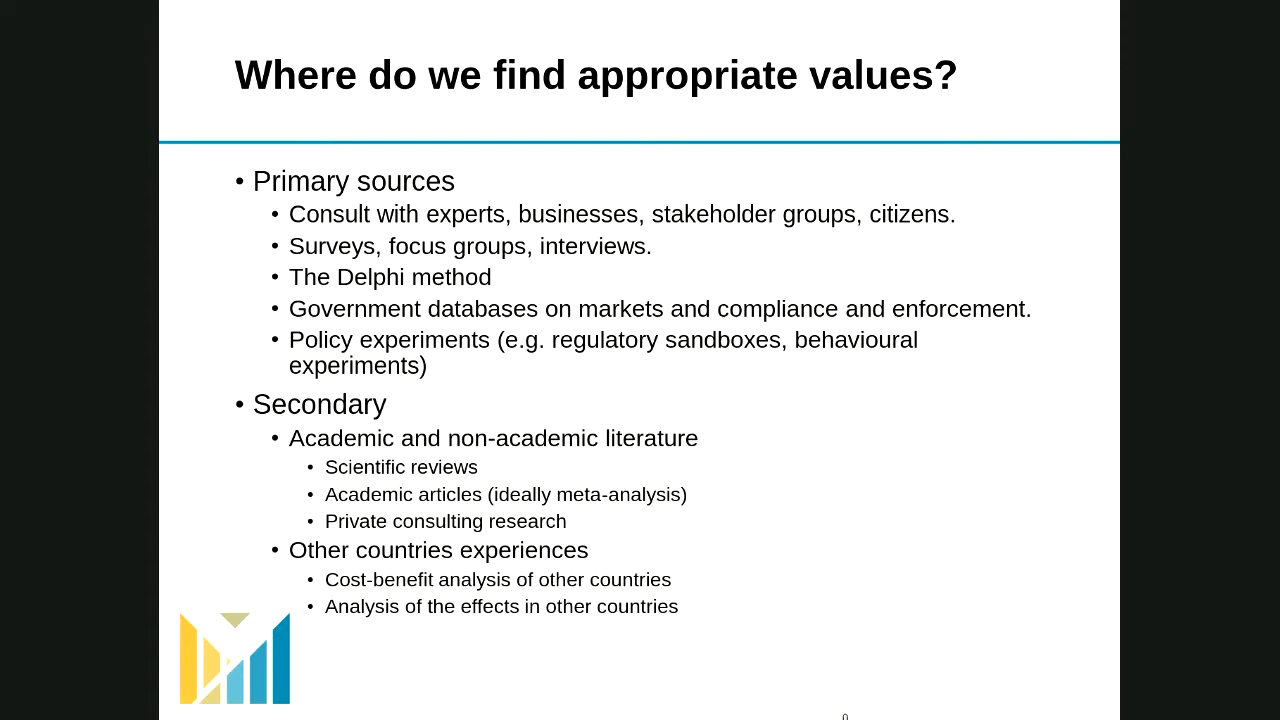 Where do we find appropriate values?
• Primary sources
• Consult with experts, businesses, stakeholder groups, citizens.
• Surveys, focus groups, interviews.
• The Delphi method
• Government databases on markets and compliance and enforcement.
• Policy experiments (e.g. regulatory sandboxes, behavioural
experiments)
• Secondary
• Academic and non-academic literature
• Scientific reviews
• Academic articles (ideally meta-analysis)
• Private consulting research
• Other countries experiences
• Cost-benefit analysis of other countries
• Analysis of the effects in other countries